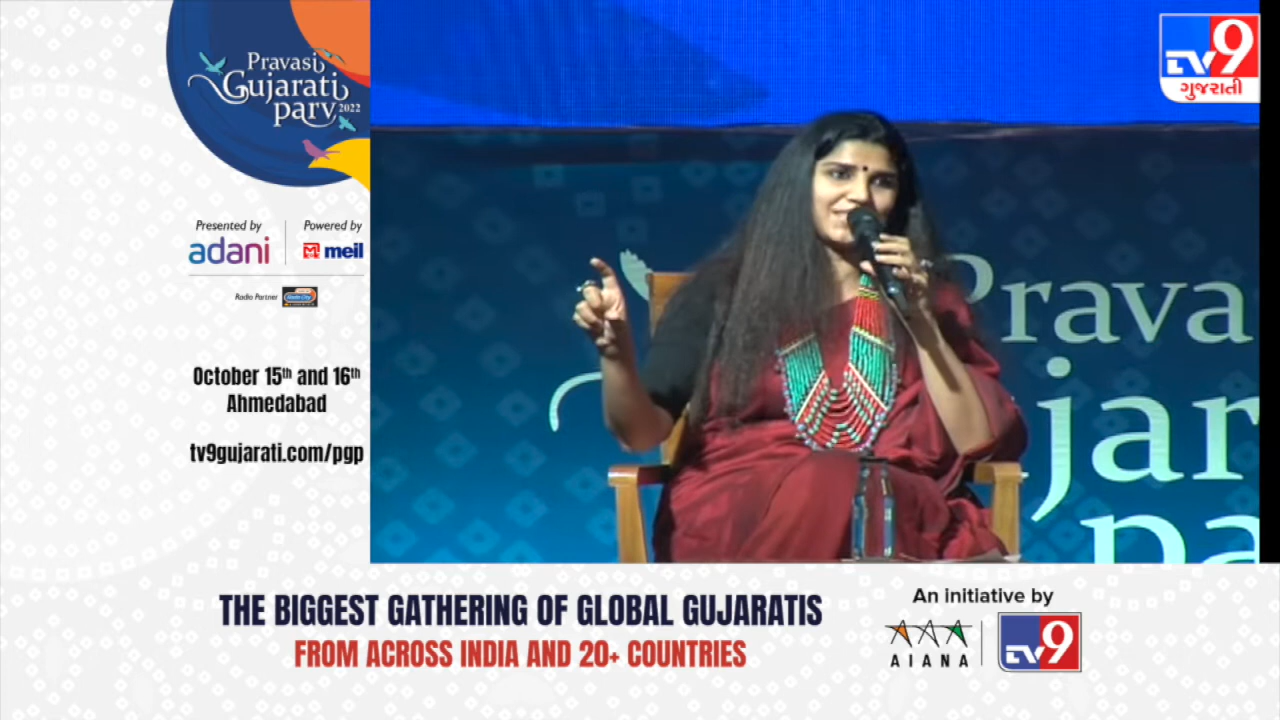 Pravasi
Gujarati
parv 2022
TV9
ગુજરાતી
Presented by
adani
Powered by
meil
Radio Partner
Radio City
October 15th and 16th
Ahmedabad
tv9gujarati.com/pgp
Prava
jar
pa
THE BIGGEST GATHERING OF GLOBAL GUJARATIS
FROM ACROSS INDIA AND 20+ COUNTRIES
An initiative by
AIANA
TV9